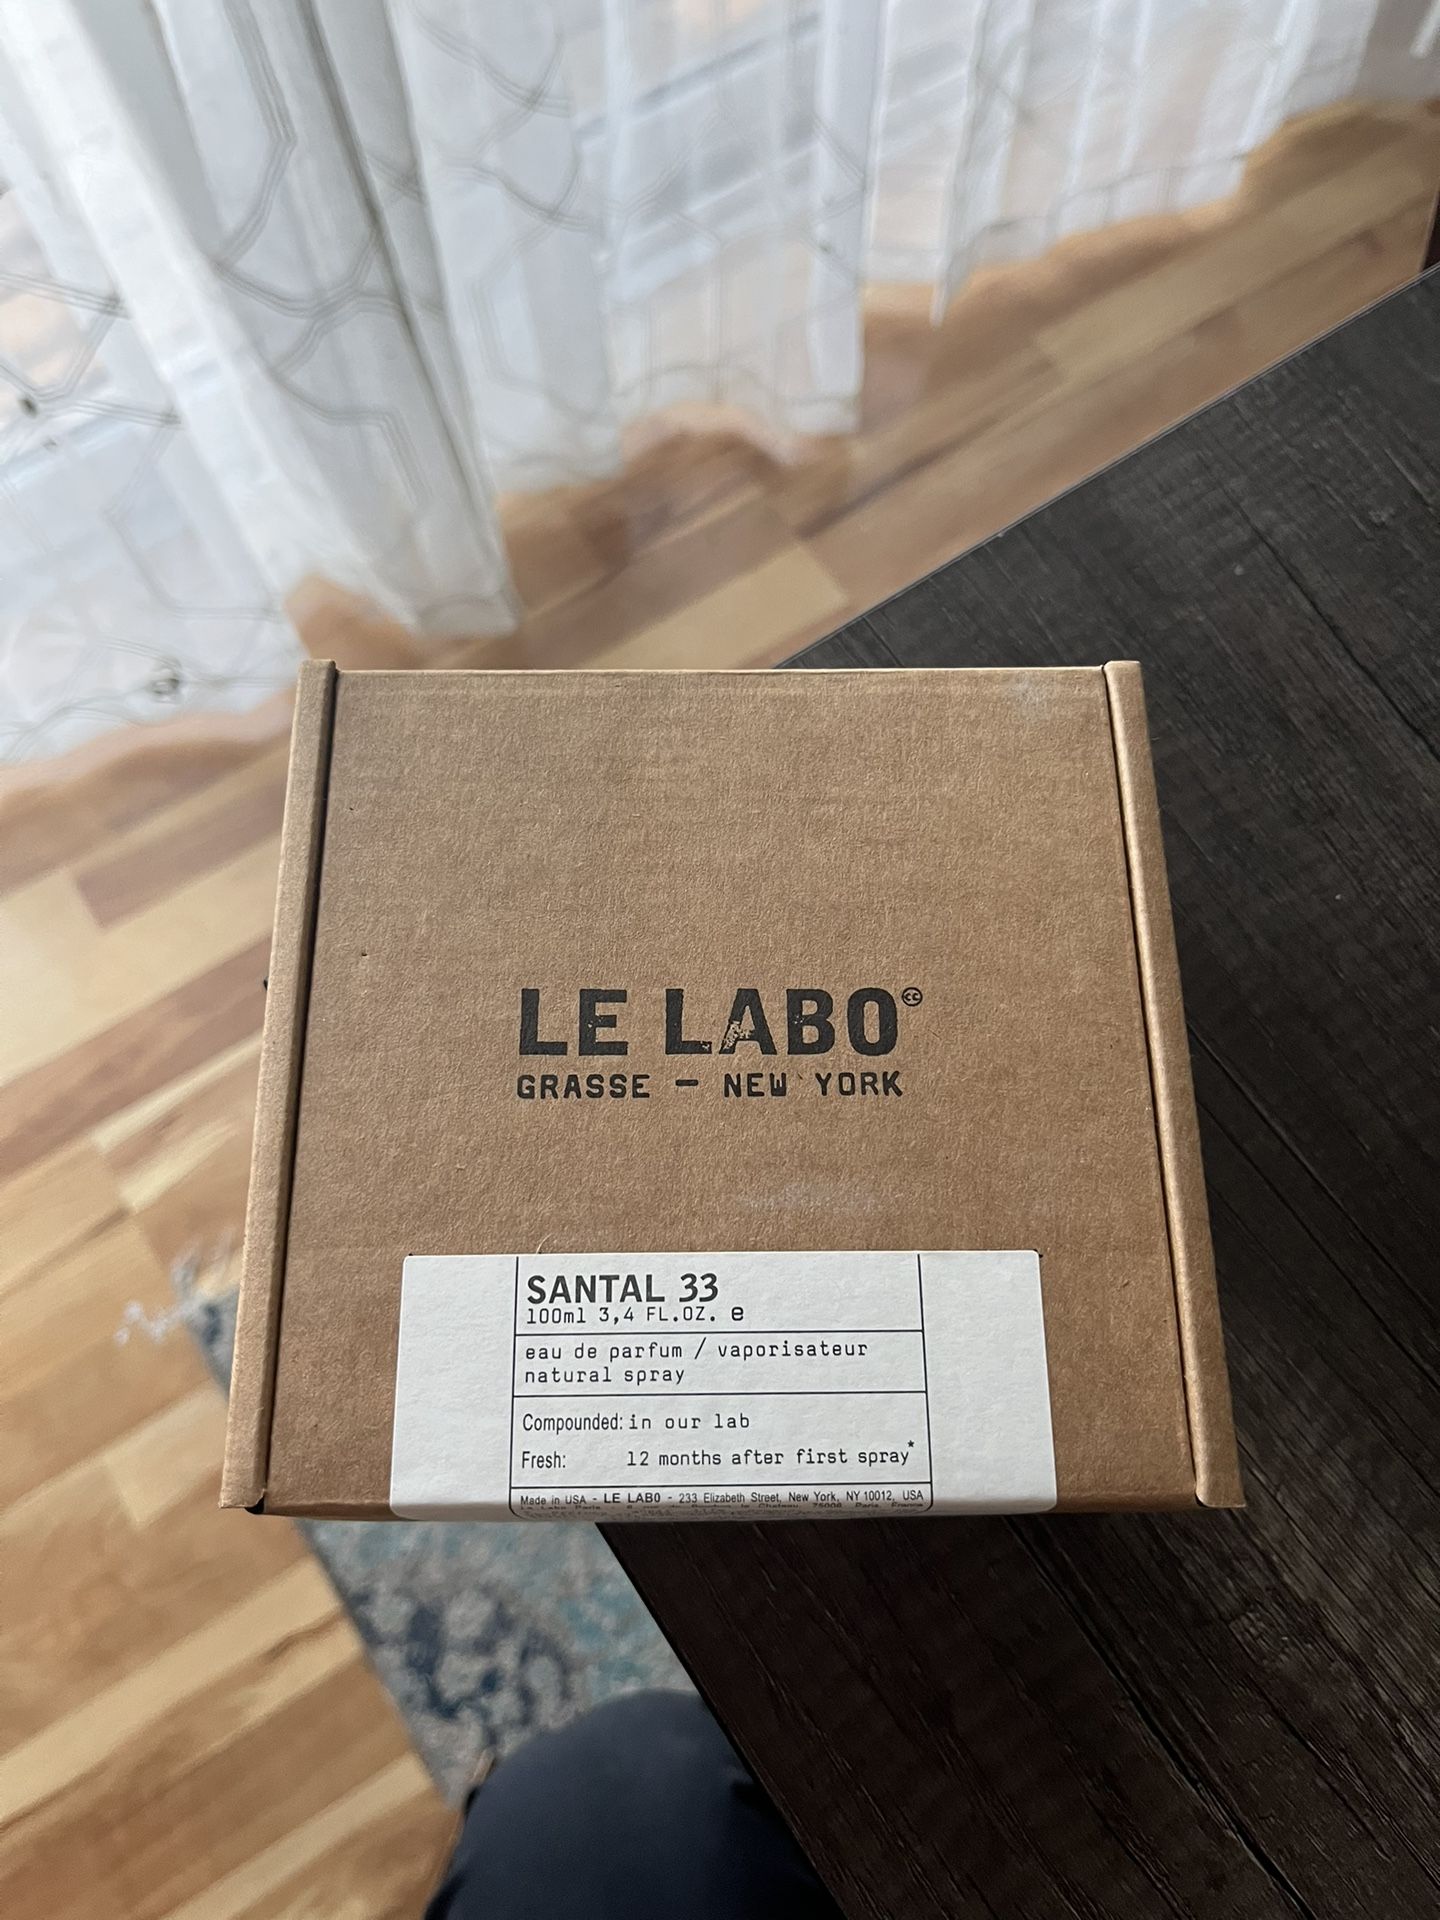 LE LABO
GRASSE — NEW YORK
SANTAL 33
100ml 3,4 FL.OZ. e
eau de parfum / vaporisateur
natural spray
Compounded: in our lab
Fresh: 12 months after first spray*
Made in USA - LE LABO - 233 Elizabeth Street, New York, NY 10012, USA